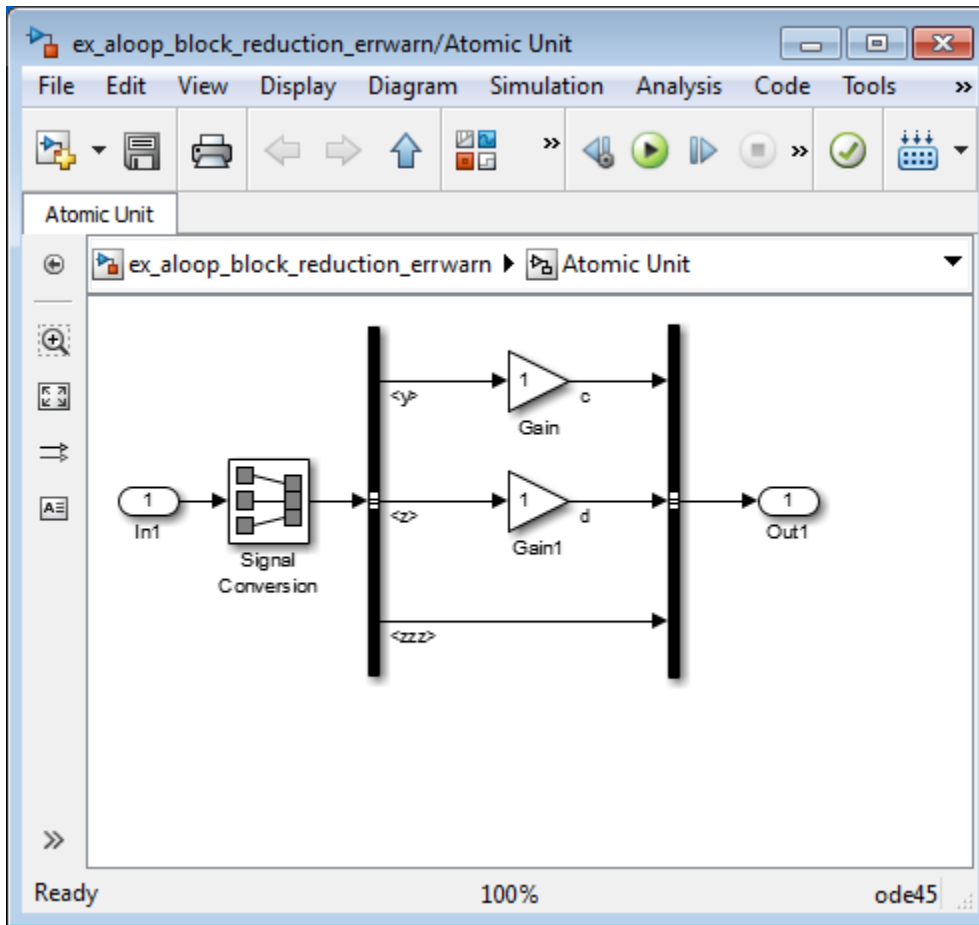 ex_aloop_block_reduction_errwarn/Atomic Unit
File Edit View Display Diagram Simulation Analysis Code Tools »
» »
Atomic Unit
ex_aloop_block_reduction_errwarn Atomic Unit
1
<y>
c
Gain
1
In1
Signal
Conversion
<z>
1
d
Gain1
1
Out1
<zzz>
»
Ready 100% ode45